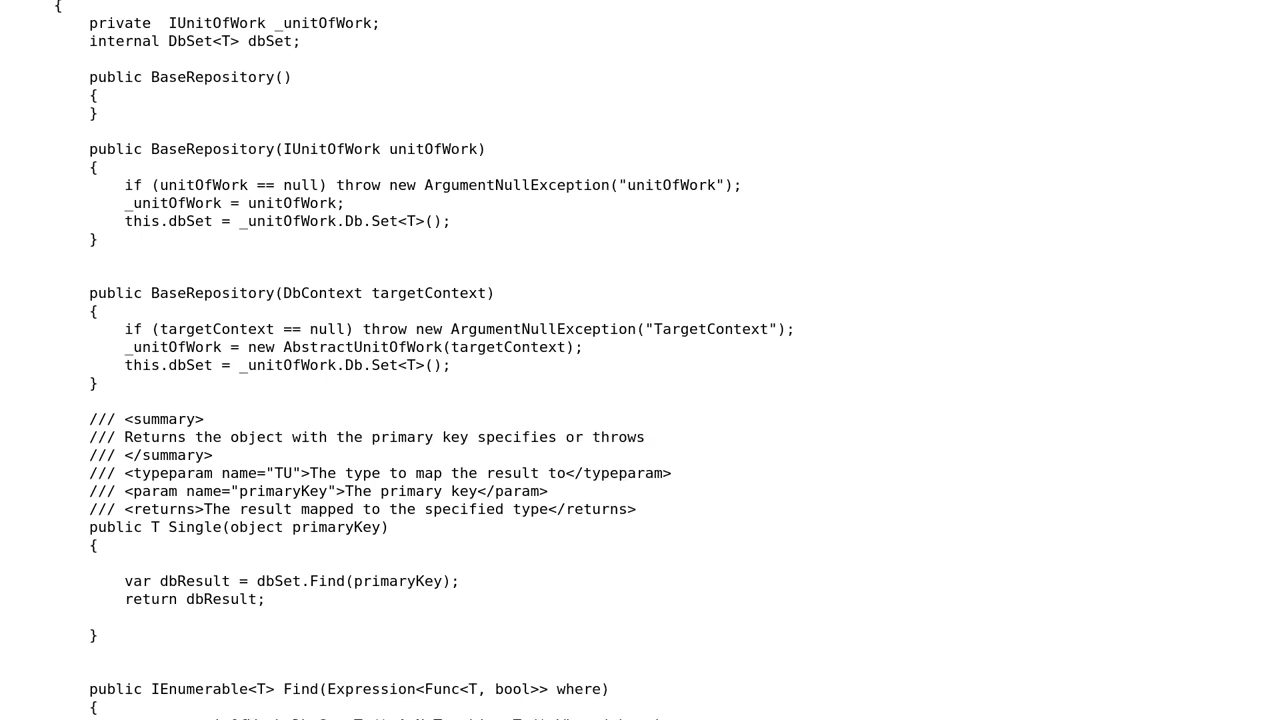 {
private  IUnitOfWork _unitOfWork;
internal DbSet<T> dbSet;
public BaseRepository()
{
}
public BaseRepository(IUnitOfWork unitOfWork)
{
if (unitOfWork == null) throw new ArgumentNullException("unitOfWork");
_unitOfWork = unitOfWork;
this.dbSet = _unitOfWork.Db.Set<T>();
}
public BaseRepository(DbContext targetContext)
{
if (targetContext == null) throw new ArgumentNullException("TargetContext");
_unitOfWork = new AbstractUnitOfWork(targetContext);
this.dbSet = _unitOfWork.Db.Set<T>();
}
/// <summary>
/// Returns the object with the primary key specifies or throws
/// </summary>
/// <typeparam name="TU">The type to map the result to</typeparam>
/// <param name="primaryKey">The primary key</param>
/// <returns>The result mapped to the specified type</returns>
public T Single(object primaryKey)
{
var dbResult = dbSet.Find(primaryKey);
return dbResult;
}
public IEnumerable<T> Find(Expression<Func<T, bool>> where)
{